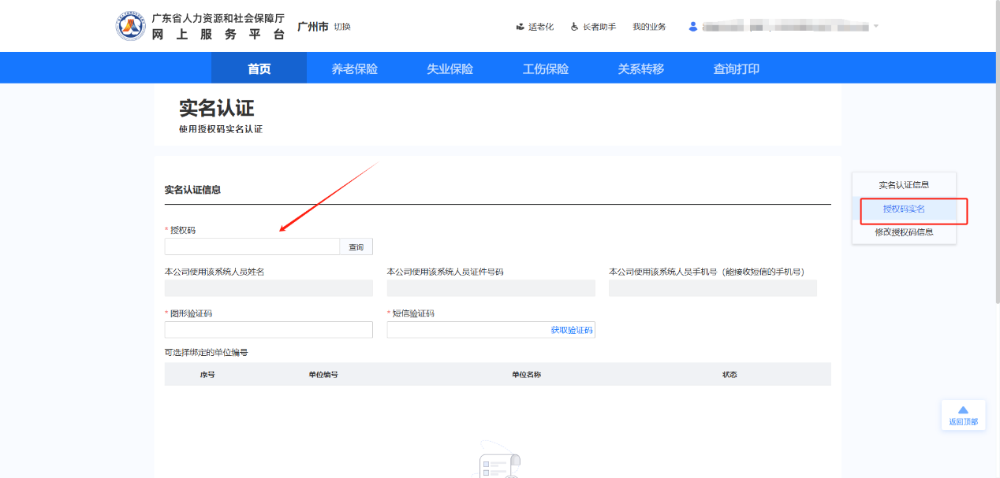 广东省人力资源和社会保障厅
网上服务平台
广州市 切换
适老化 长者助手 我的业务
首页 养老保险 失业保险 工伤保险 关系转移 查询打印
实名认证
使用授权码实名认证
实名认证信息
* 授权码
查询
本公司使用该系统人员姓名 本公司使用该系统人员证件号码 本公司使用该系统人员手机号（能接收短信的手机号）
* 图形验证码 * 短信验证码
获取验证码
可选择绑定的单位编号
序号 单位编号 单位名称 状态
实名认证信息
授权码实名
修改授权码信息
返回顶部